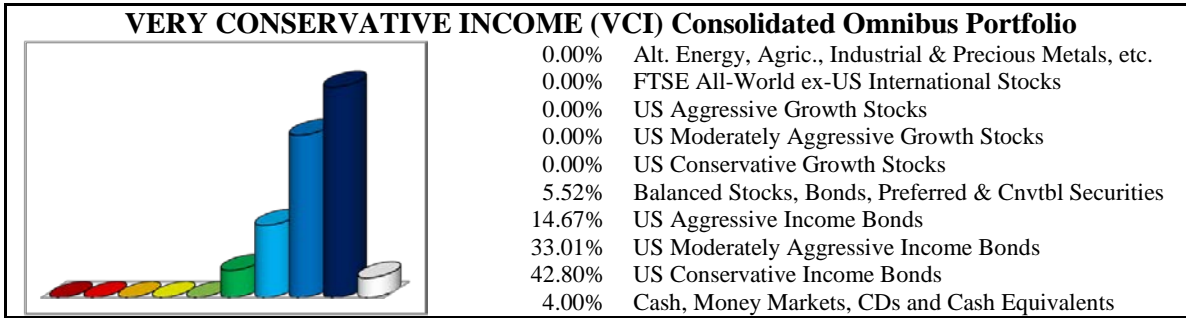 VERY CONSERVATIVE INCOME (VCI) Consolidated Omnibus Portfolio
0.00% Alt. Energy, Agric., Industrial & Precious Metals, etc.
0.00% FTSE All-World ex-US International Stocks
0.00% US Aggressive Growth Stocks
0.00% US Moderately Aggressive Growth Stocks
0.00% US Conservative Growth Stocks
5.52% Balanced Stocks, Bonds, Preferred & Cnvtbl Securities
14.67% US Aggressive Income Bonds
33.01% US Moderately Aggressive Income Bonds
42.80% US Conservative Income Bonds
4.00% Cash, Money Markets, CDs and Cash Equivalents